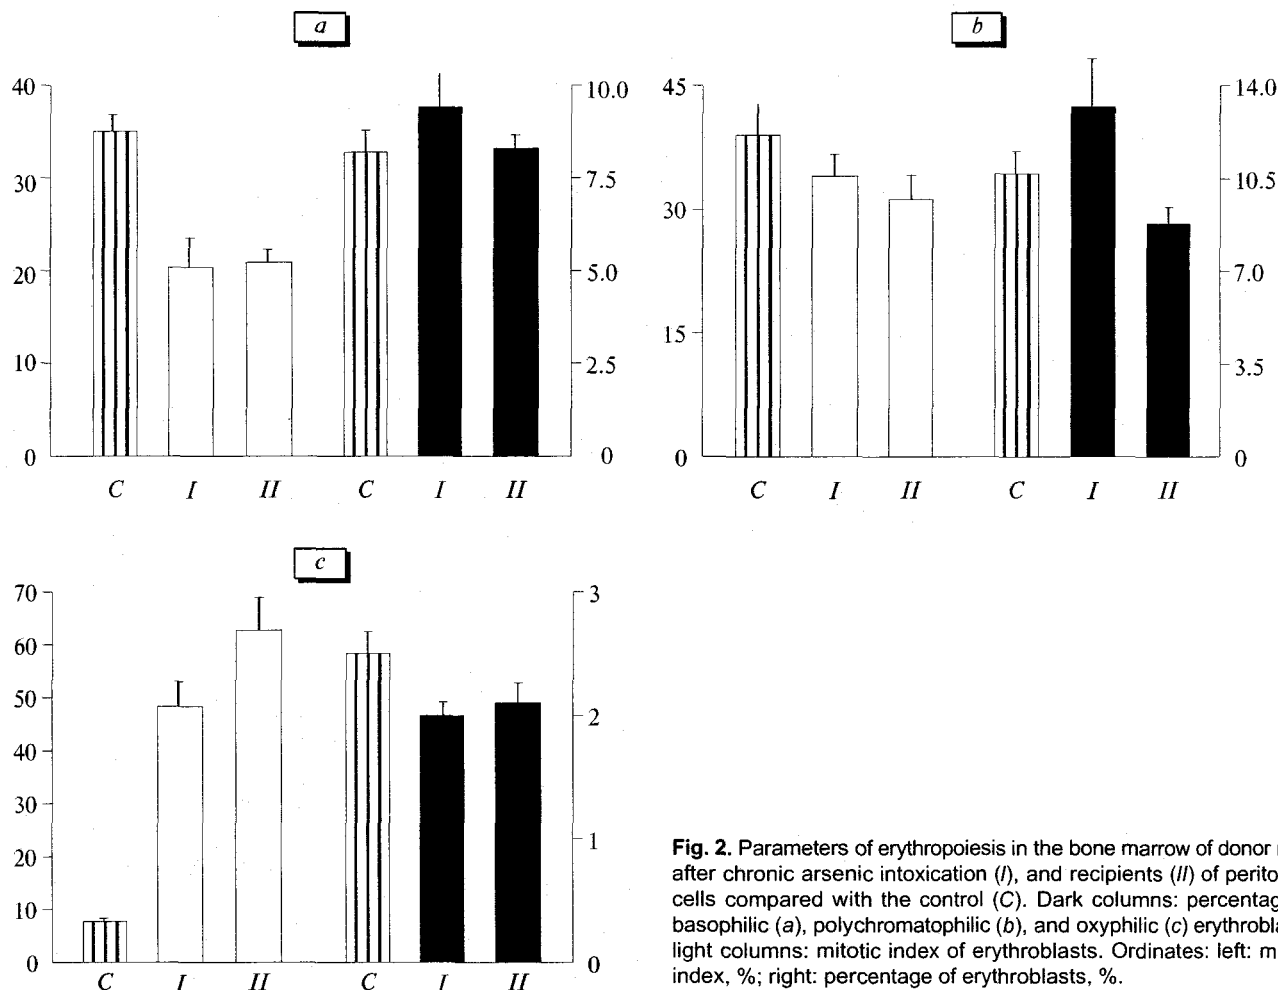 a
b
40
30
20
10
0
10.0
7.5
5.0
2.5
0
45
30
15
0
14.0
10.5
7.0
3.5
0
C I II C I II
C I II C I II
c
70
60
50
40
30
20
10
0
3
2
1
0
C I II C I II
Fig. 2. Parameters of erythropoiesis in the bone marrow of donor
after chronic arsenic intoxication (I), and recipients (II) of
cells compared with the control (C). Dark columns:
basophilic (a), polychromatophilic (b), and oxyphilic (c)
light columns: mitotic index of erythroblasts. Ordinates: left:
index, %; right: percentage of erythroblasts, %.